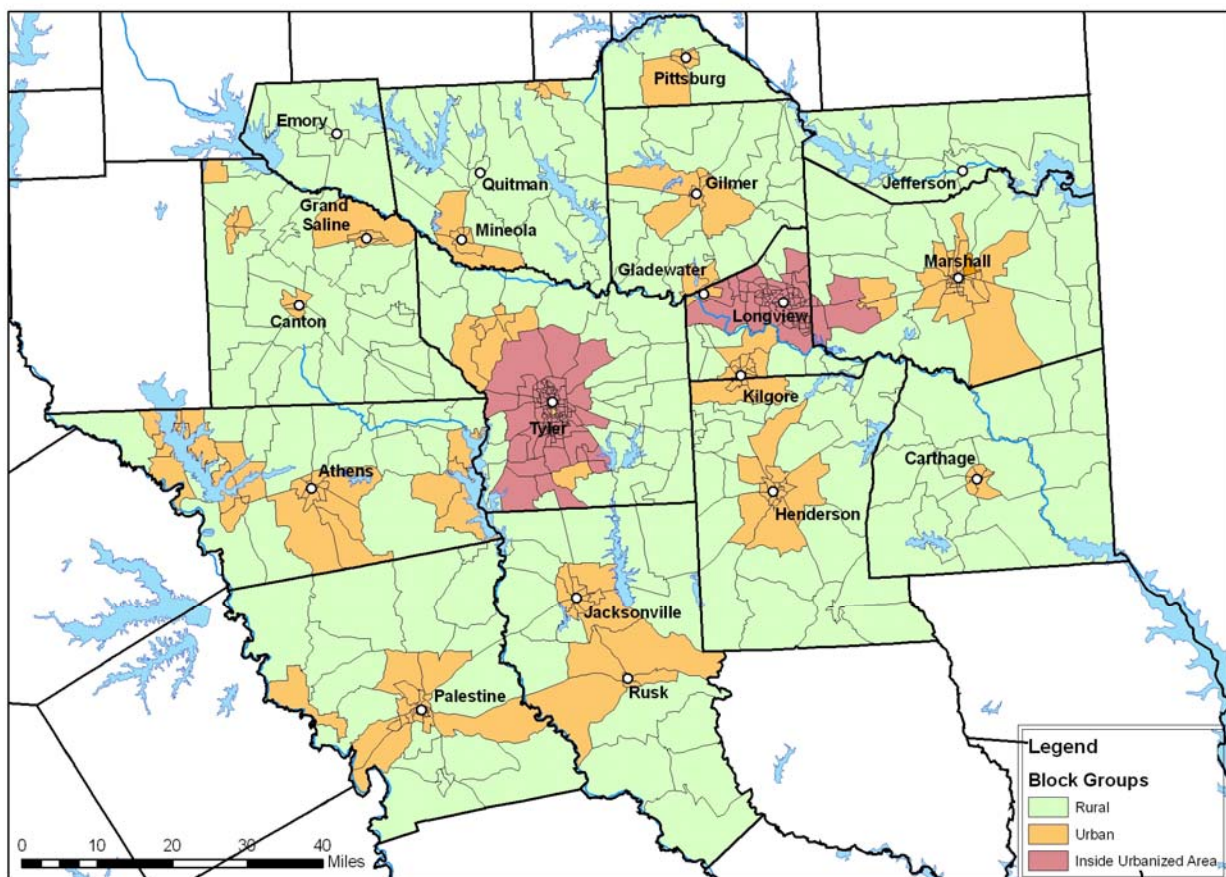 Pittsburg
Emory
Quitman
Gilmer
Jefferson
Grand
Saline
Mineola
Gladewater
Marshall
Canton
Longview
Kilgore
Tyler
Athens
Carthage
Henderson
Jacksonville
Palestine
Rusk
Legend
Block Groups
Rural
Urban
Inside Urbanized Area
0 10 20 30 40
Miles